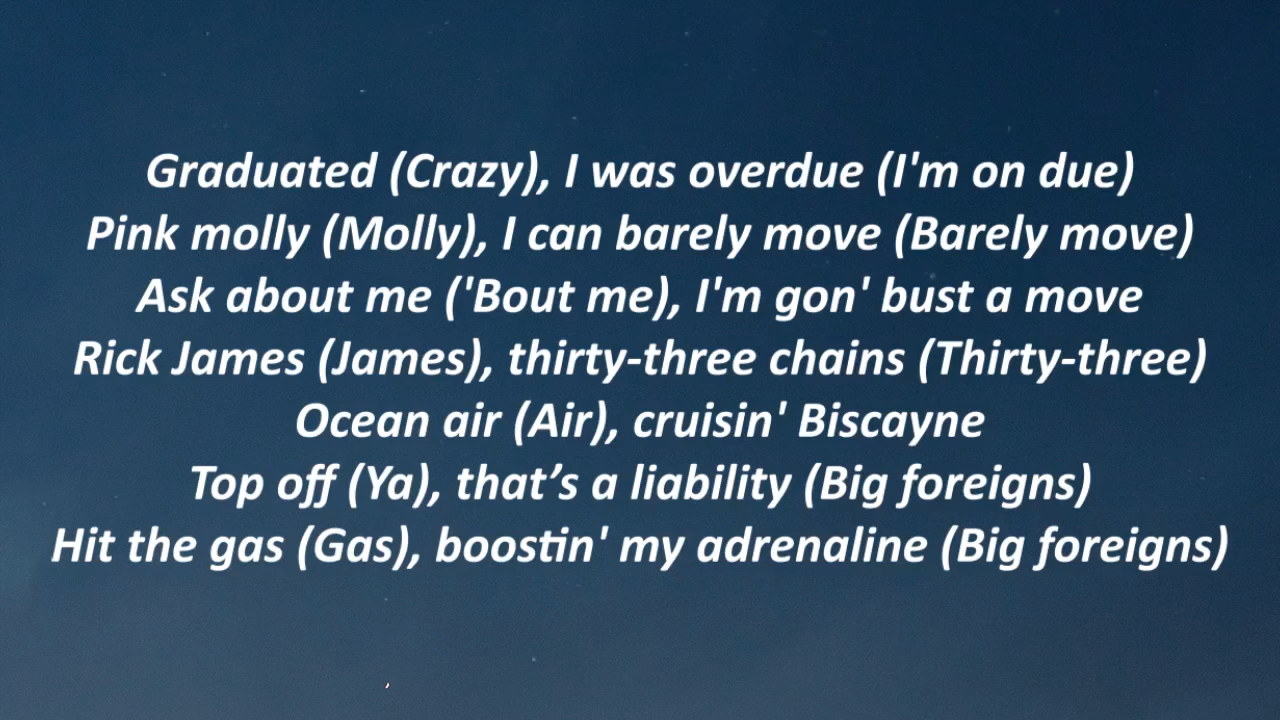 Graduated (Crazy), I was overdue (I'm on due)
Pink molly (Molly), I can barely move (Barely move)
Ask about me ('Bout me), I'm gon' bust a move
Rick James (James), thirty-three chains (Thirty-three)
Ocean air (Air), cruisin' Biscayne
Top off (Ya), that’s a liability (Big foreigns)
Hit the gas (Gas), boostin' my adrenaline (Big foreigns)